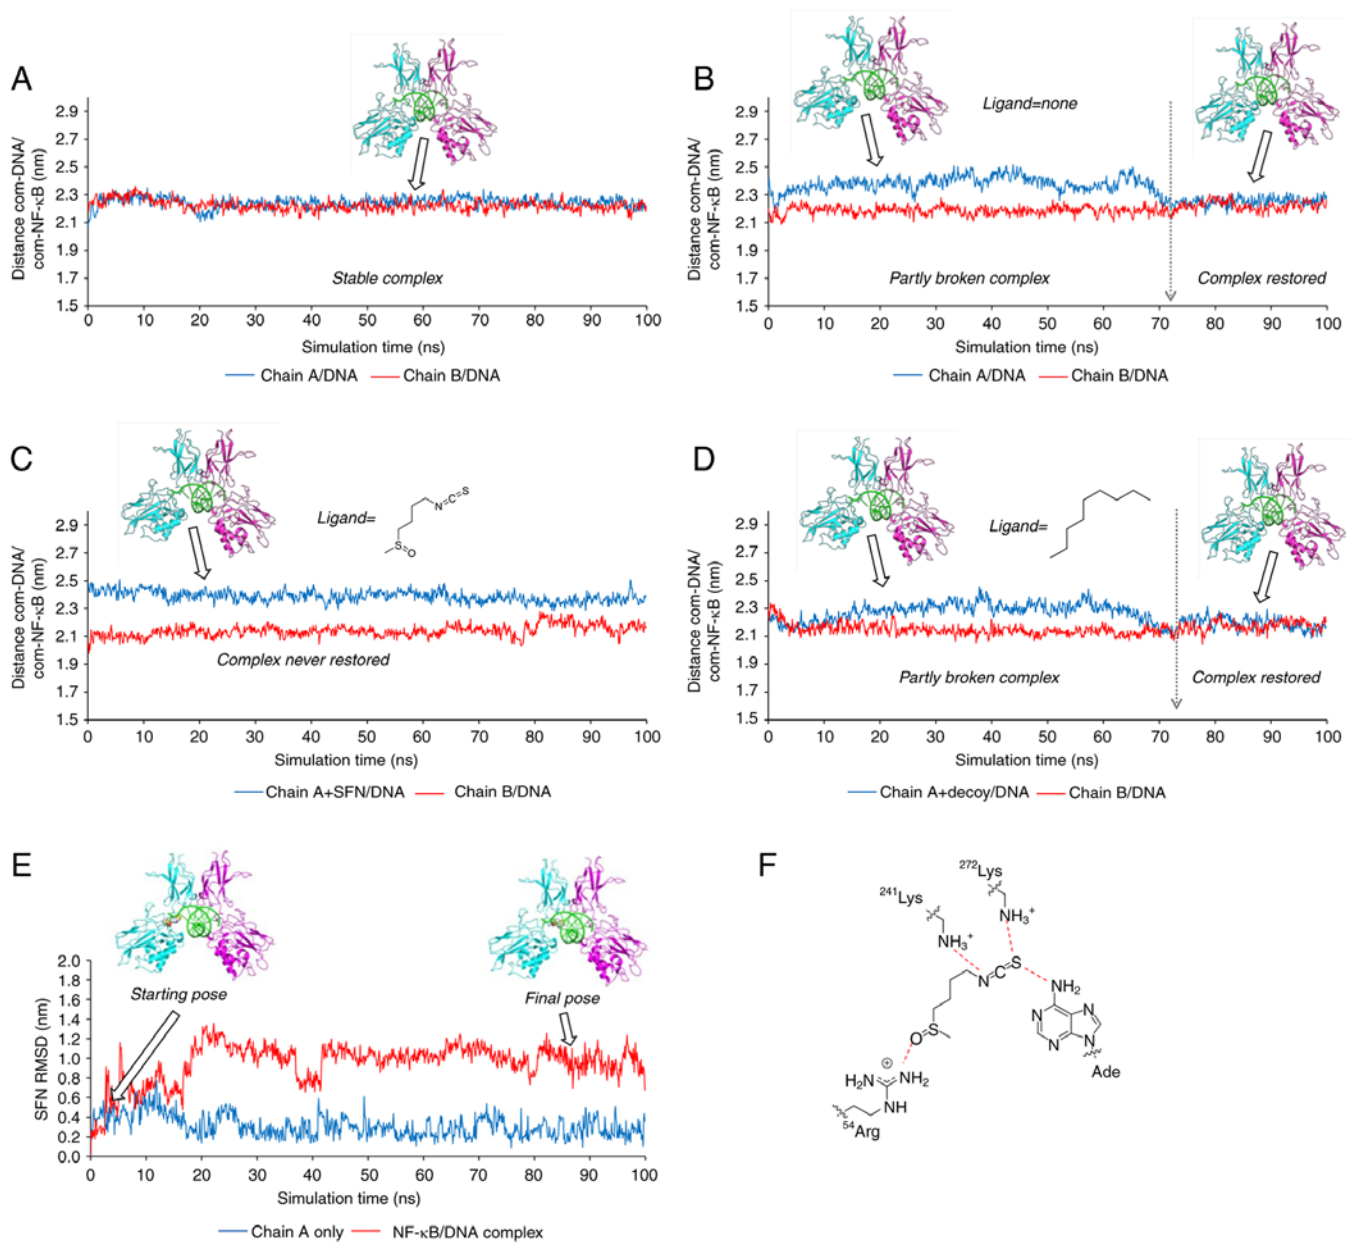 A
Distance com-DNA/
com-NF-κB (nm)
2.9
2.7
2.5
2.3
2.1
1.9
1.7
1.5
Stable complex
0 10 20 30 40 50 60 70 80 90 100
Simulation time (ns)
Chain A/DNA Chain B/DNA
B
Ligand=none
Distance com-DNA/
com-NF-κB (nm)
2.9
2.7
2.5
2.3
2.1
1.9
1.7
1.5
Partly broken complex Complex restored
0 10 20 30 40 50 60 70 80 90 100
Simulation time (ns)
Chain A/DNA Chain B/DNA
C
Ligand=
N C S
S O
Distance com-DNA/
com-NF-κB (nm)
2.9
2.7
2.5
2.3
2.1
1.9
1.7
1.5
Complex never restored
0 10 20 30 40 50 60 70 80 90 100
Simulation time (ns)
Chain A+SFN/DNA Chain B/DNA
D
Ligand=
Distance com-DNA/
com-NF-κB (nm)
2.9
2.7
2.5
2.3
2.1
1.9
1.7
1.5
Partly broken complex Complex restored
0 10 20 30 40 50 60 70 80 90 100
Simulation time (ns)
Chain A+decoy/DNA Chain B/DNA
E
Starting pose
Final pose
SFN RMSD (nm)
2.0
1.8
1.6
1.4
1.2
1.0
0.8
0.6
0.4
0.2
0.0
0 10 20 30 40 50 60 70 80 90 100
Simulation time (ns)
Chain A only NF-κB/DNA complex
F
272Lys
241Lys
NH3+
NH3+
N C S
NH2
O S
N N
N N
Ade
⊕
H2N NH2
NH
54Arg